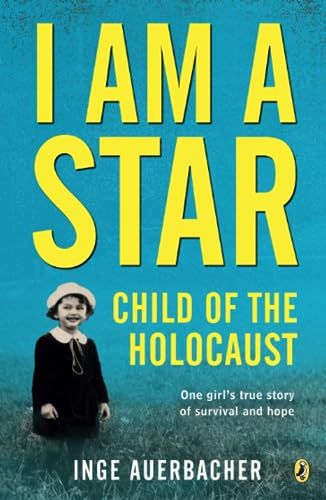 I AM A
STAR
CHILD OF THE
HOLOCAUST
One girl's true story
of survival and hope
INGE AUERBACHER